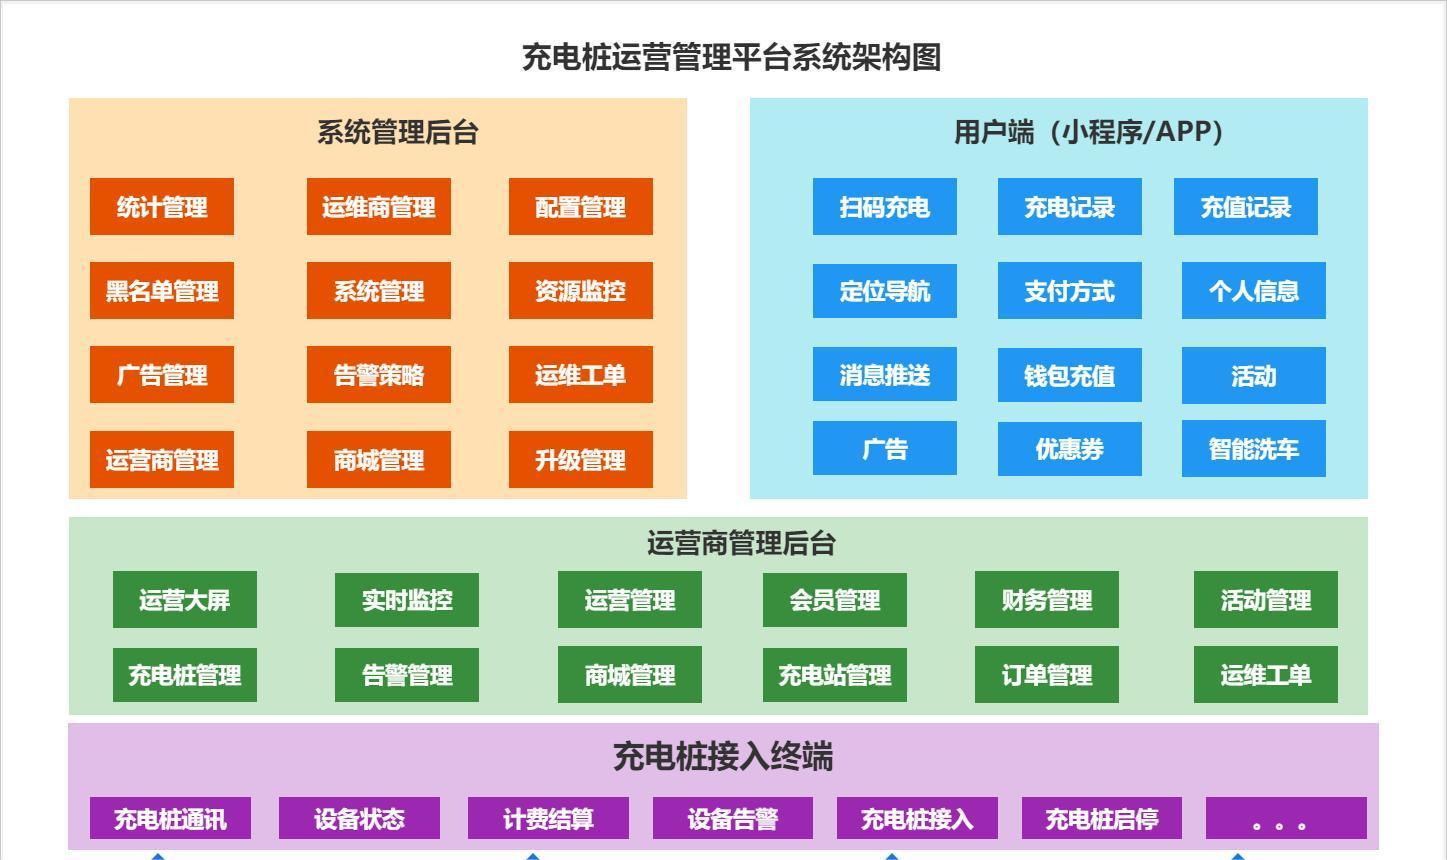 充电桩运营管理平台系统架构图
系统管理后台
统计管理
运维商管理
配置管理
黑名单管理
系统管理
资源监控
广告管理
告警策略
运维工单
运营商管理
商城管理
升级管理
用户端（小程序/APP）
扫码充电
充电记录
充值记录
定位导航
支付方式
个人信息
消息推送
钱包充值
活动
广告
优惠券
智能洗车
运营商管理后台
运营大屏
实时监控
运营管理
会员管理
财务管理
活动管理
充电桩管理
告警管理
商城管理
充电站管理
订单管理
运维工单
充电桩接入终端
充电桩通讯
设备状态
计费结算
设备告警
充电桩接入
充电桩启停
。。。